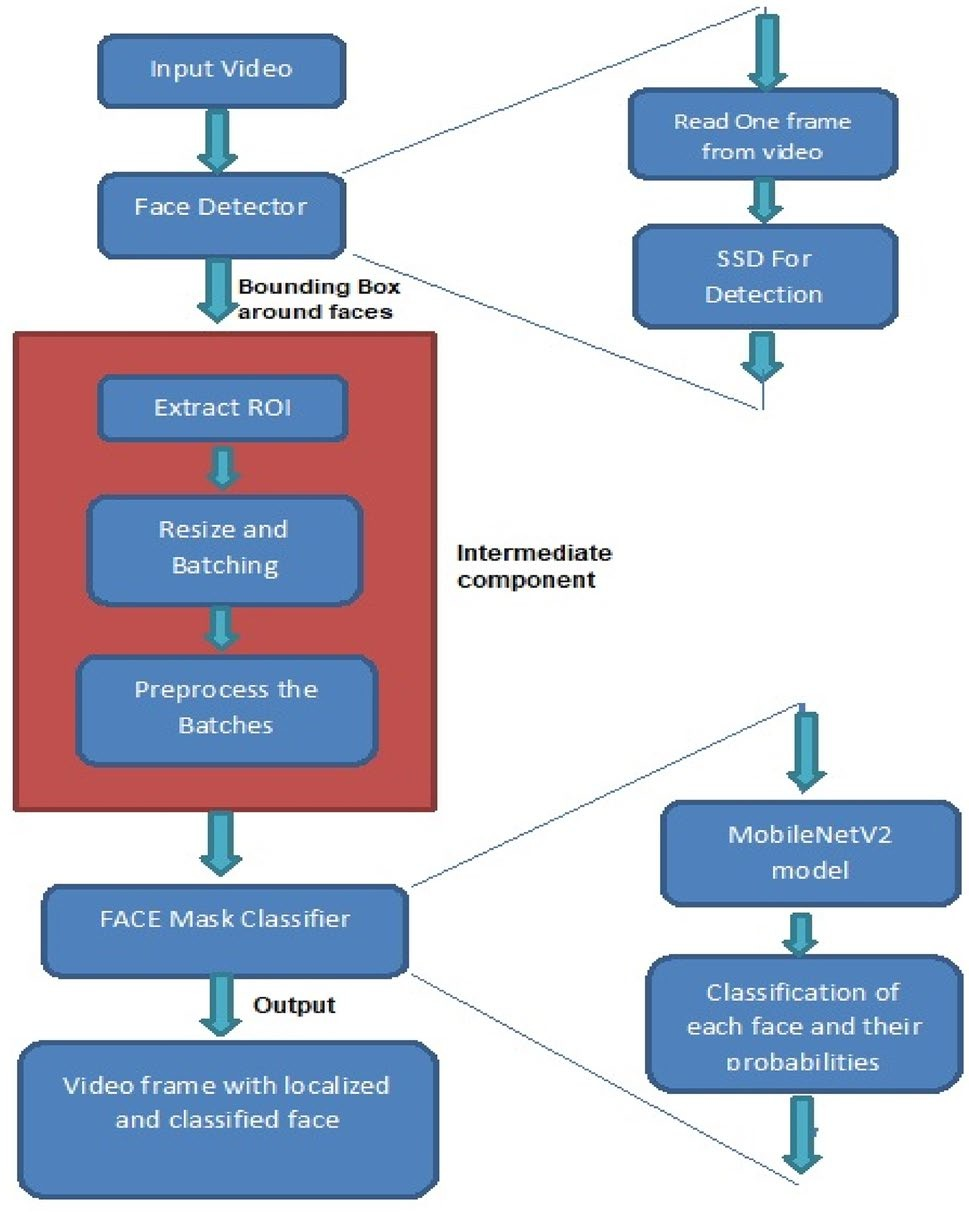 Input Video
Face Detector
Read One frame
from video
SSD For
Detection
Bounding Box
around faces
Extract ROI
Resize and
Batching
Preprocess the
Batches
Intermediate
component
FACE Mask Classifier
MobileNetV2
model
Classification of
each face and their
probabilities
Output
Video frame with localized
and classified face